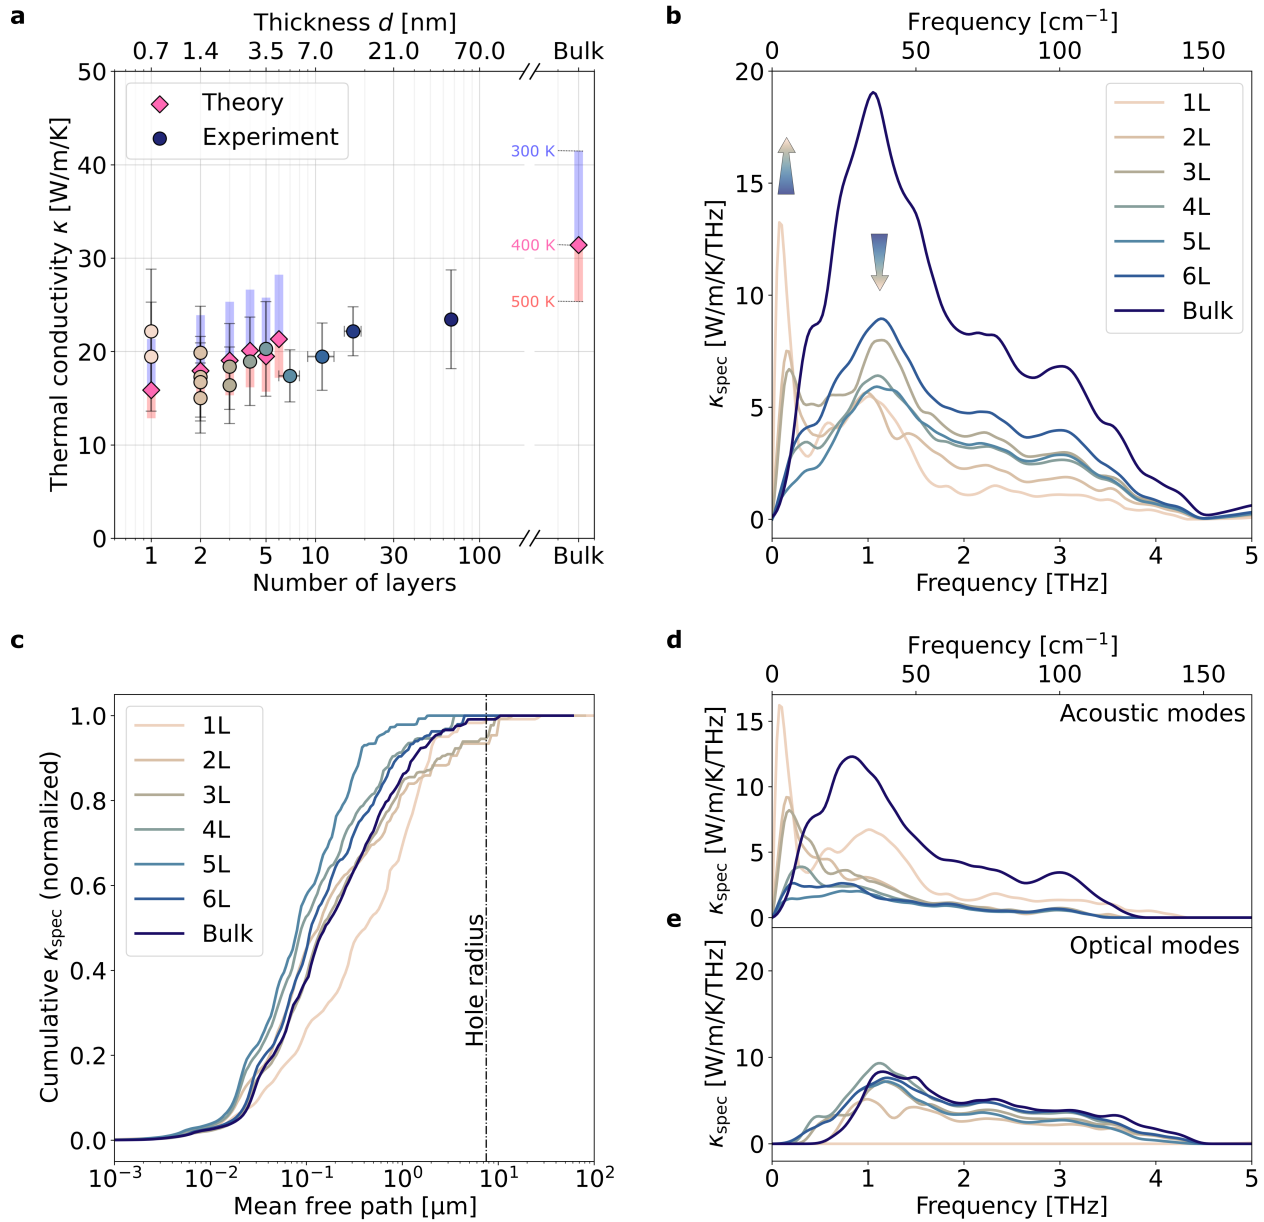 a
Thickness d [nm]
0.7 1.4 3.5 7.0 21.0 70.0 Bulk
Thermal conductivity κ [W/m/K]
50
40
30
20
10
0
Theory
Experiment
300 K
400 K
500 K
1 2 5 10 30 100 Bulk
Number of layers
b
Frequency [cm⁻¹]
0 50 100 150
κspec [W/m/K/THz]
20
15
10
5
0
1L
2L
3L
4L
5L
6L
Bulk
0 1 2 3 4 5
Frequency [THz]
c
Cumulative κspec (normalized)
1.0
0.8
0.6
0.4
0.2
0.0
1L
2L
3L
4L
5L
6L
Bulk
Hole radius
10⁻³ 10⁻² 10⁻¹ 10⁰ 10¹ 10²
Mean free path [μm]
d
Frequency [cm⁻¹]
0 50 100 150
κspec [W/m/K/THz]
15
10
5
0
Acoustic modes
e
κspec [W/m/K/THz]
20
10
0
Optical modes
0 1 2 3 4 5
Frequency [THz]